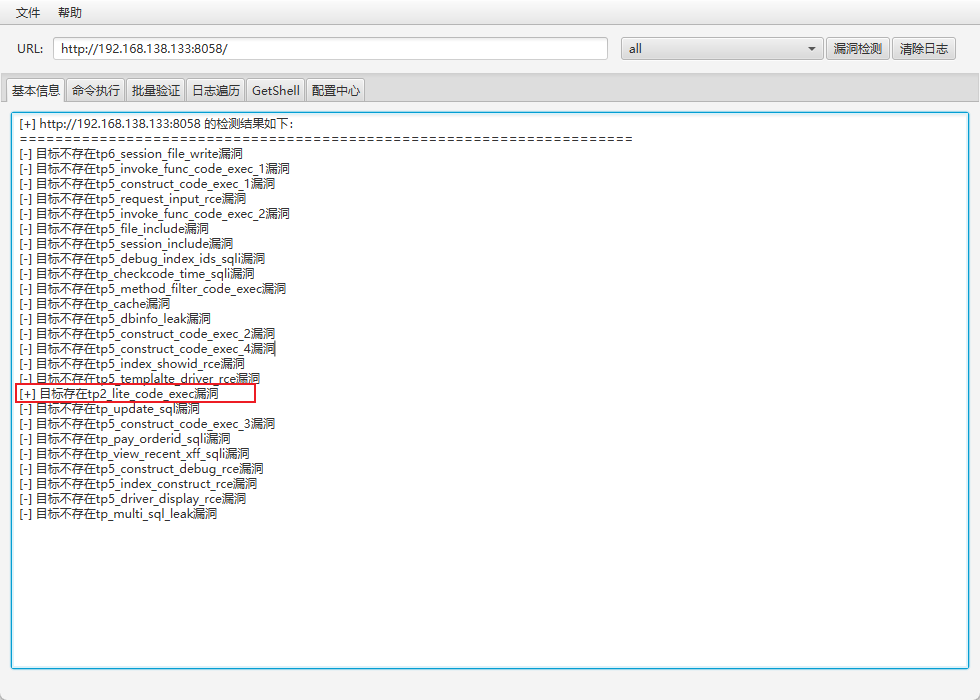 文件 帮助
URL: http://192.168.138.133:8058/ all 漏洞检测 清除日志
基本信息 命令执行 批量验证 日志遍历 GetShell 配置中心
[+] http://192.168.138.133:8058 的检测结果如下：
======================================================================
[-] 目标不存在tp6_session_file_write漏洞
[-] 目标不存在tp5_invoke_func_code_exec_1漏洞
[-] 目标不存在tp5_construct_code_exec_1漏洞
[-] 目标不存在tp5_request_input_rce漏洞
[-] 目标不存在tp5_invoke_func_code_exec_2漏洞
[-] 目标不存在tp5_file_include漏洞
[-] 目标不存在tp5_session_include漏洞
[-] 目标不存在tp5_debug_index_ids_sqli漏洞
[-] 目标不存在tp_checkcode_time_sqli漏洞
[-] 目标不存在tp5_method_filter_code_exec漏洞
[-] 目标不存在tp_cache漏洞
[-] 目标不存在tp5_dbinfo_leak漏洞
[-] 目标不存在tp5_construct_code_exec_2漏洞
[-] 目标不存在tp5_construct_code_exec_4漏洞
[-] 目标不存在tp5_index_showid_rce漏洞
[-] 目标不存在tp5_templalte_driver_rce漏洞
[+] 目标存在tp2_lite_code_exec漏洞
[-] 目标不存在tp_update_sql漏洞
[-] 目标不存在tp5_construct_code_exec_3漏洞
[-] 目标不存在tp_pay_orderid_sqli漏洞
[-] 目标不存在tp_view_recent_xff_sqli漏洞
[-] 目标不存在tp5_construct_debug_rce漏洞
[-] 目标不存在tp5_index_construct_rce漏洞
[-] 目标不存在tp5_driver_display_rce漏洞
[-] 目标不存在tp_multi_sql_leak漏洞